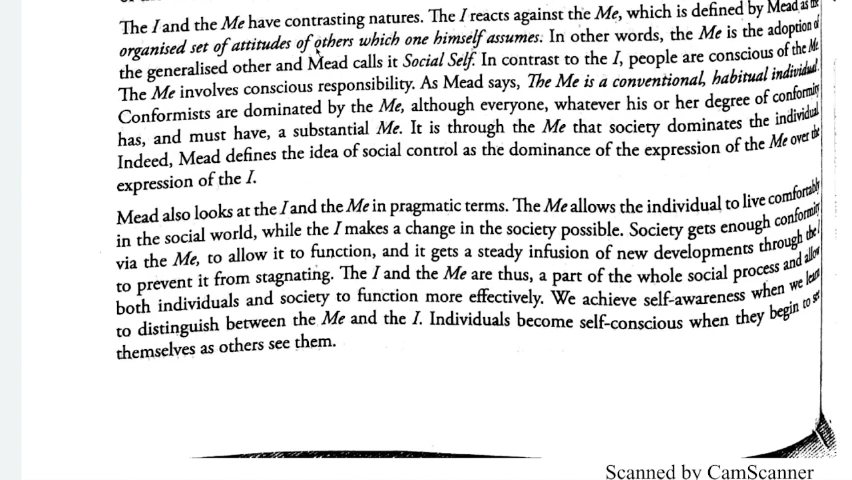 The I and the Me have contrasting natures. The I reacts against the Me, which is defined by Mead as the
organised set of attitudes of others which one himself assumes. In other words, the Me is the adoption of
the generalised other and Mead calls it Social Self. In contrast to the I, people are conscious of the Me
The Me involves conscious responsibility. As Mead says, The Me is a conventional, habitual individual.
Conformists are dominated by the Me, although everyone, whatever his or her degree of conformity
has, and must have, a substantial Me. It is through the Me that society dominates the individual
Indeed, Mead defines the idea of social control as the dominance of the expression of the Me over the
expression of the I.
Mead also looks at the I and the Me in pragmatic terms. The Me allows the individual to live comfortably
in the social world, while the I makes a change in the society possible. Society gets enough conformity
via the Me, to allow it to function, and it gets a steady infusion of new developments through the I
to prevent it from stagnating. The I and the Me are thus, a part of the whole social process and allow
both individuals and society to function more effectively. We achieve self-awareness when we learn
to distinguish between the Me and the I. Individuals become self-conscious when they begin to see
themselves as others see them.
Scanned by CamScanner